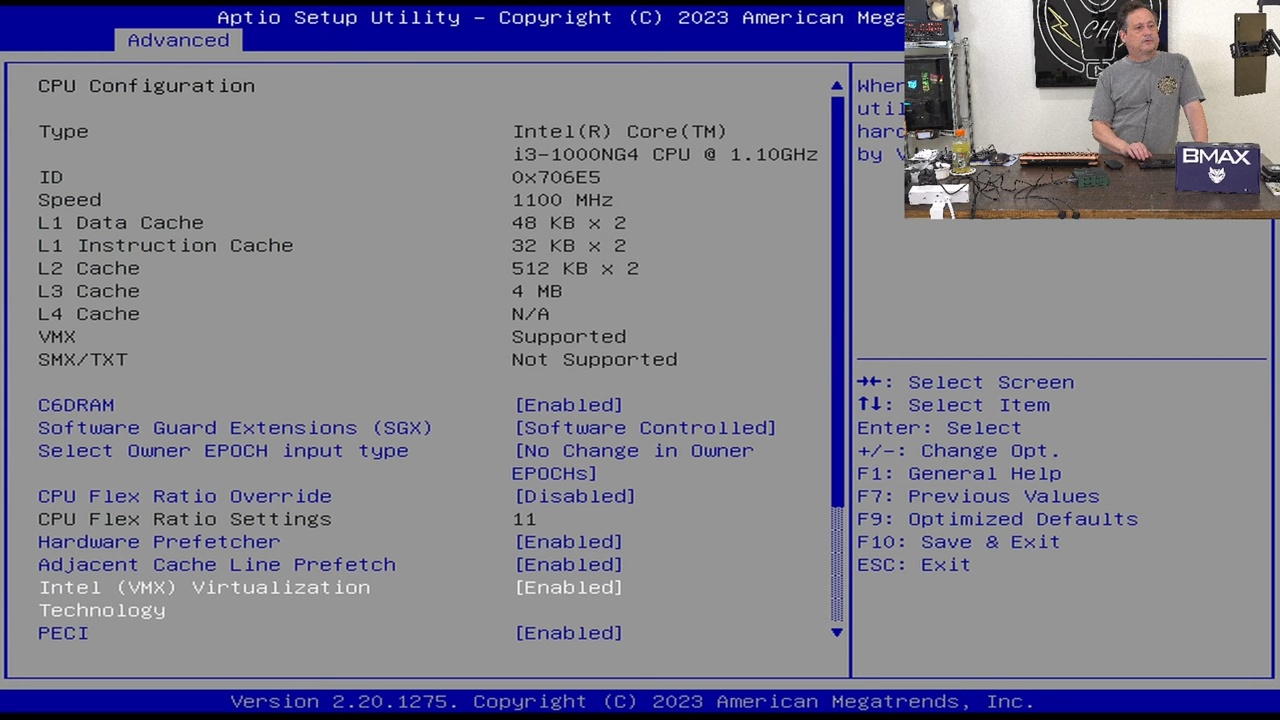 Aptio Setup Utility – Copyright (C) 2023 American
Advanced
CPU Configuration
Type Intel(R) Core(TM)
i3-1000NG4 CPU @ 1.10GHz
ID 0x706E5
Speed 1100 MHz
L1 Data Cache 48 KB x 2
L1 Instruction Cache 32 KB x 2
L2 Cache 512 KB x 2
L3 Cache 4 MB
L4 Cache N/A
VMX Supported
SMX/TXT Not Supported
C6DRAM [Enabled]
Software Guard Extensions (SGX) [Software Controlled]
Select Owner EPOCH input type [No Change in Owner
EPOCHs]
CPU Flex Ratio Override [Disabled]
CPU Flex Ratio Settings 11
Hardware Prefetcher [Enabled]
Adjacent Cache Line Prefetch [Enabled]
Intel (VMX) Virtualization [Enabled]
Technology
PECI [Enabled]
by
BMAX
→←: Select Screen
↑↓: Select Item
Enter: Select
+/-: Change Opt.
F1: General Help
F7: Previous Values
F9: Optimized Defaults
F10: Save & Exit
ESC: Exit
Version 2.20.1275. Copyright (C) 2023 American Megatrends, Inc.